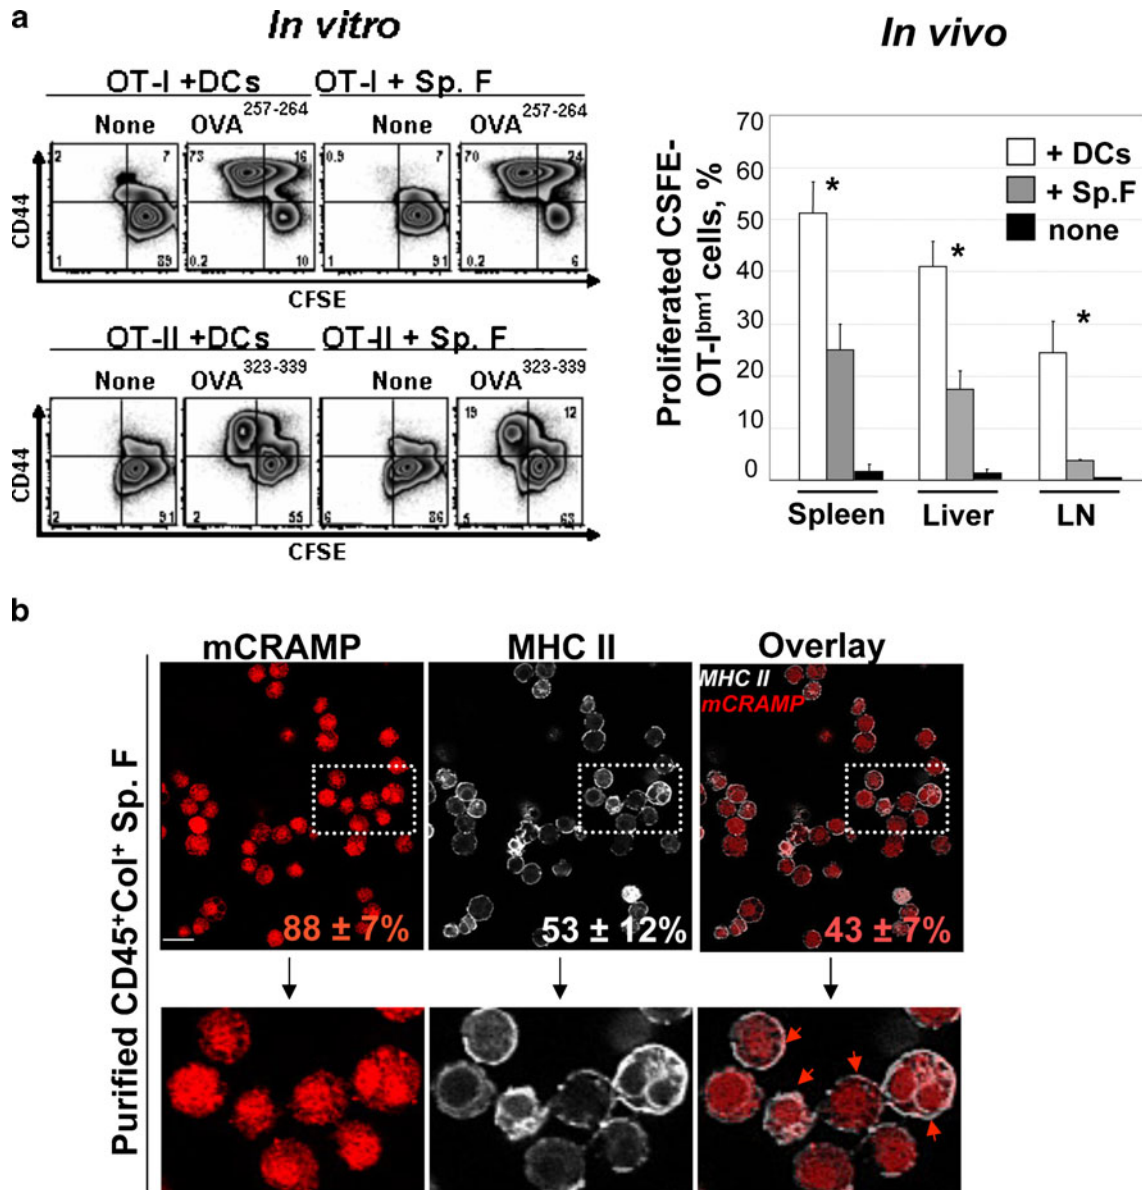 a
In vitro
OT-I +DCs OT-I + Sp. F
None OVA257-264 None OVA257-264
2 7 73 16 0.9 7 70 24
CD44
1 89 0.2 10 1 91 0.2 6
CFSE
OT-II +DCs OT-II + Sp. F
None OVA323-339 None OVA323-339
19 12
CD44
2 91 2 55 6 86 5 63
CFSE
In vivo
Proliferated CSFE-
OT-Ibm1 cells, %
70
60
50
40
30
20
10
0
+ DCs
+ Sp.F
none
* * *
Spleen Liver LN
b
mCRAMP MHC II Overlay
MHC II
mCRAMP
Purified CD45+Col+ Sp. F
88 ± 7% 53 ± 12% 43 ± 7%